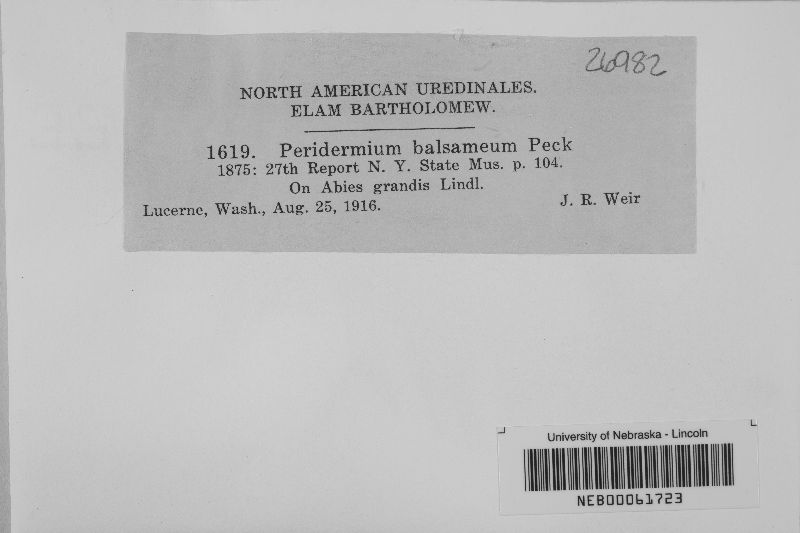 26982
NORTH AMERICAN UREDINALES.
ELAM BARTHOLOMEW.
1619. Peridermium balsameum Peck
1875: 27th Report N. Y. State Mus. p. 104.
On Abies grandis Lindl.
Lucerne, Wash., Aug. 25, 1916. J. R. Weir
University of Nebraska - Lincoln
NEB00061723